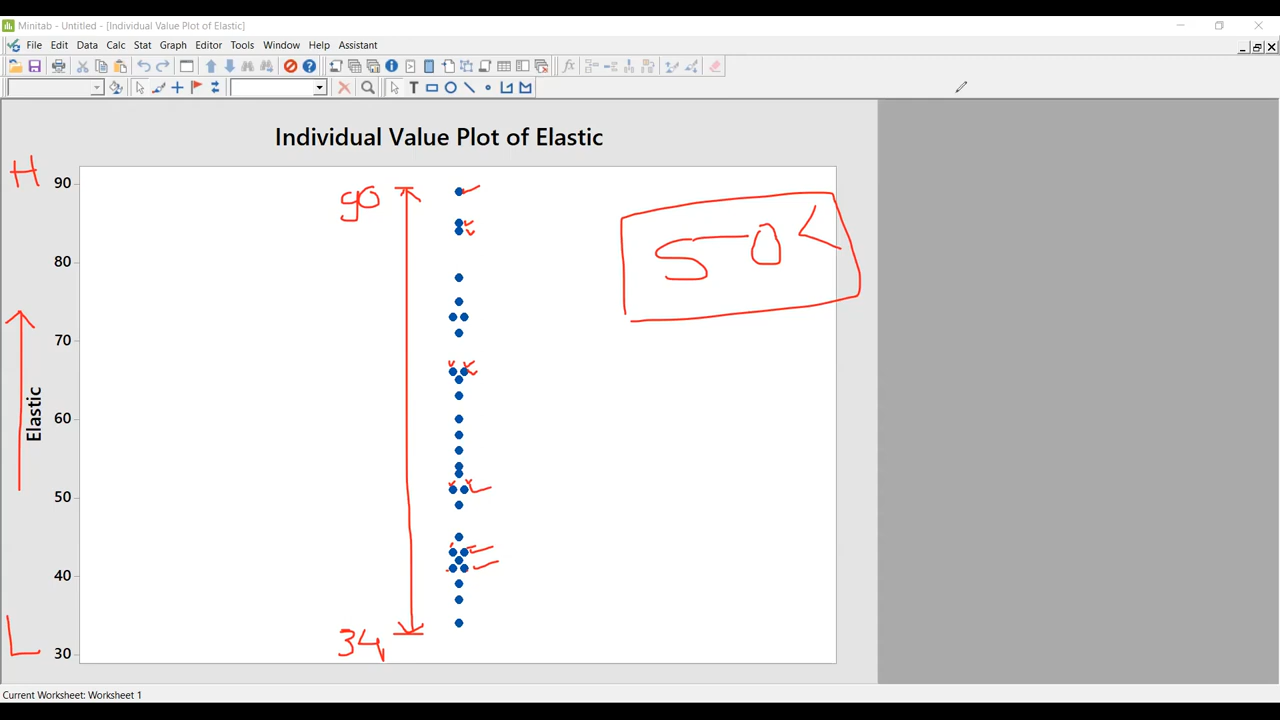 Minitab - Untitled - [Individual Value Plot of Elastic]
File Edit Data Calc Stat Graph Editor Tools Window Help Assistant
Individual Value Plot of Elastic
H
90
80
70
60
50
40
30
L
Elastic
90
34
50<
Current Worksheet: Worksheet 1